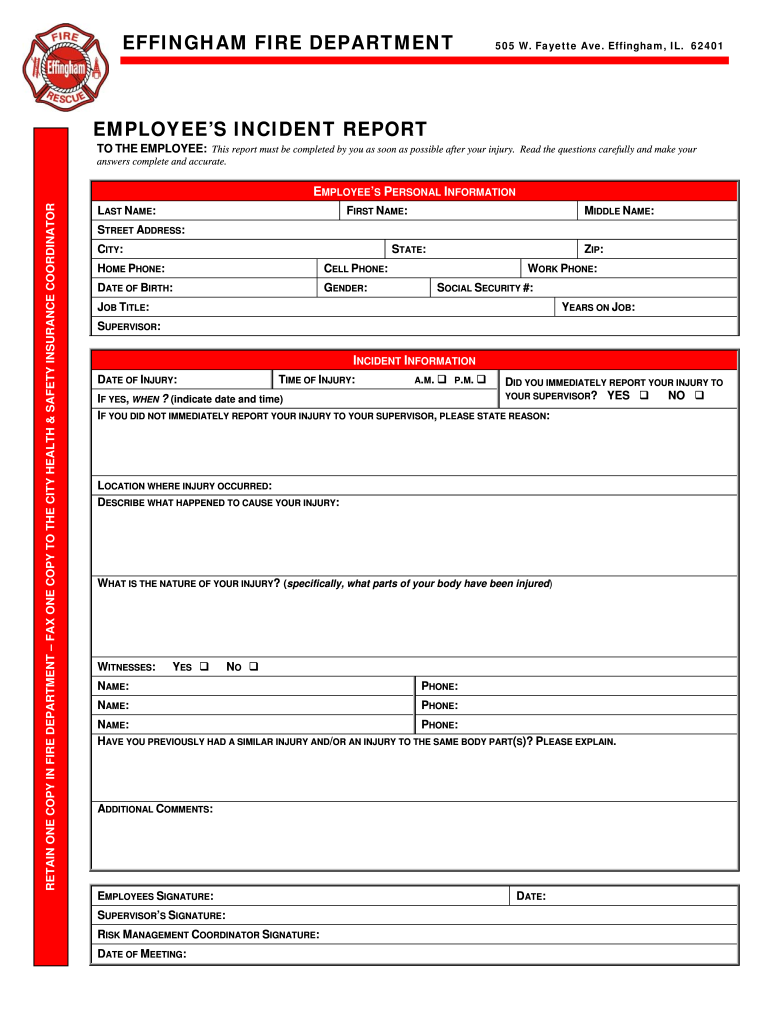 FIRE
Effingham
RESCUE
EFFINGHAM FIRE DEPARTMENT 505 W. Fayette Ave. Effingham, IL. 62401
EMPLOYEE'S INCIDENT REPORT
TO THE EMPLOYEE: This report must be completed by you as soon as possible after your injury. Read the questions carefully and make your
answers complete and accurate.
RETAIN ONE COPY IN FIRE DEPARTMENT – FAX ONE COPY TO THE CITY HEALTH & SAFETY INSURANCE COORDINATOR
EMPLOYEE'S PERSONAL INFORMATION
LAST NAME: FIRST NAME: MIDDLE NAME:
STREET ADDRESS:
CITY: STATE: ZIP:
HOME PHONE: CELL PHONE: WORK PHONE:
DATE OF BIRTH: GENDER: SOCIAL SECURITY #:
JOB TITLE: YEARS ON JOB:
SUPERVISOR:
INCIDENT INFORMATION
DATE OF INJURY: TIME OF INJURY: A.M. ❑ P.M. ❑
DID YOU IMMEDIATELY REPORT YOUR INJURY TO
YOUR SUPERVISOR? YES ❑ NO ❑
IF YES, WHEN ? (indicate date and time)
IF YOU DID NOT IMMEDIATELY REPORT YOUR INJURY TO YOUR SUPERVISOR, PLEASE STATE REASON:
LOCATION WHERE INJURY OCCURRED:
DESCRIBE WHAT HAPPENED TO CAUSE YOUR INJURY:
WHAT IS THE NATURE OF YOUR INJURY? (specifically, what parts of your body have been injured)
WITNESSES: YES ❑ NO ❑
NAME: PHONE:
NAME: PHONE:
NAME: PHONE:
HAVE YOU PREVIOUSLY HAD A SIMILAR INJURY AND/OR AN INJURY TO THE SAME BODY PART(S)? PLEASE EXPLAIN.
ADDITIONAL COMMENTS:
EMPLOYEES SIGNATURE: DATE:
SUPERVISOR'S SIGNATURE:
RISK MANAGEMENT COORDINATOR SIGNATURE:
DATE OF MEETING: